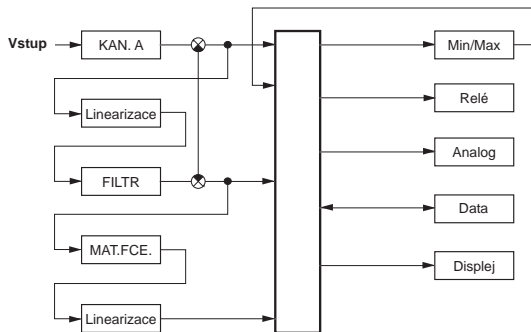 Vstup
KAN. A
Min/Max
Linearizace
Relé
FILTR
Analog
MAT.FCE.
Data
Linearizace
Displej